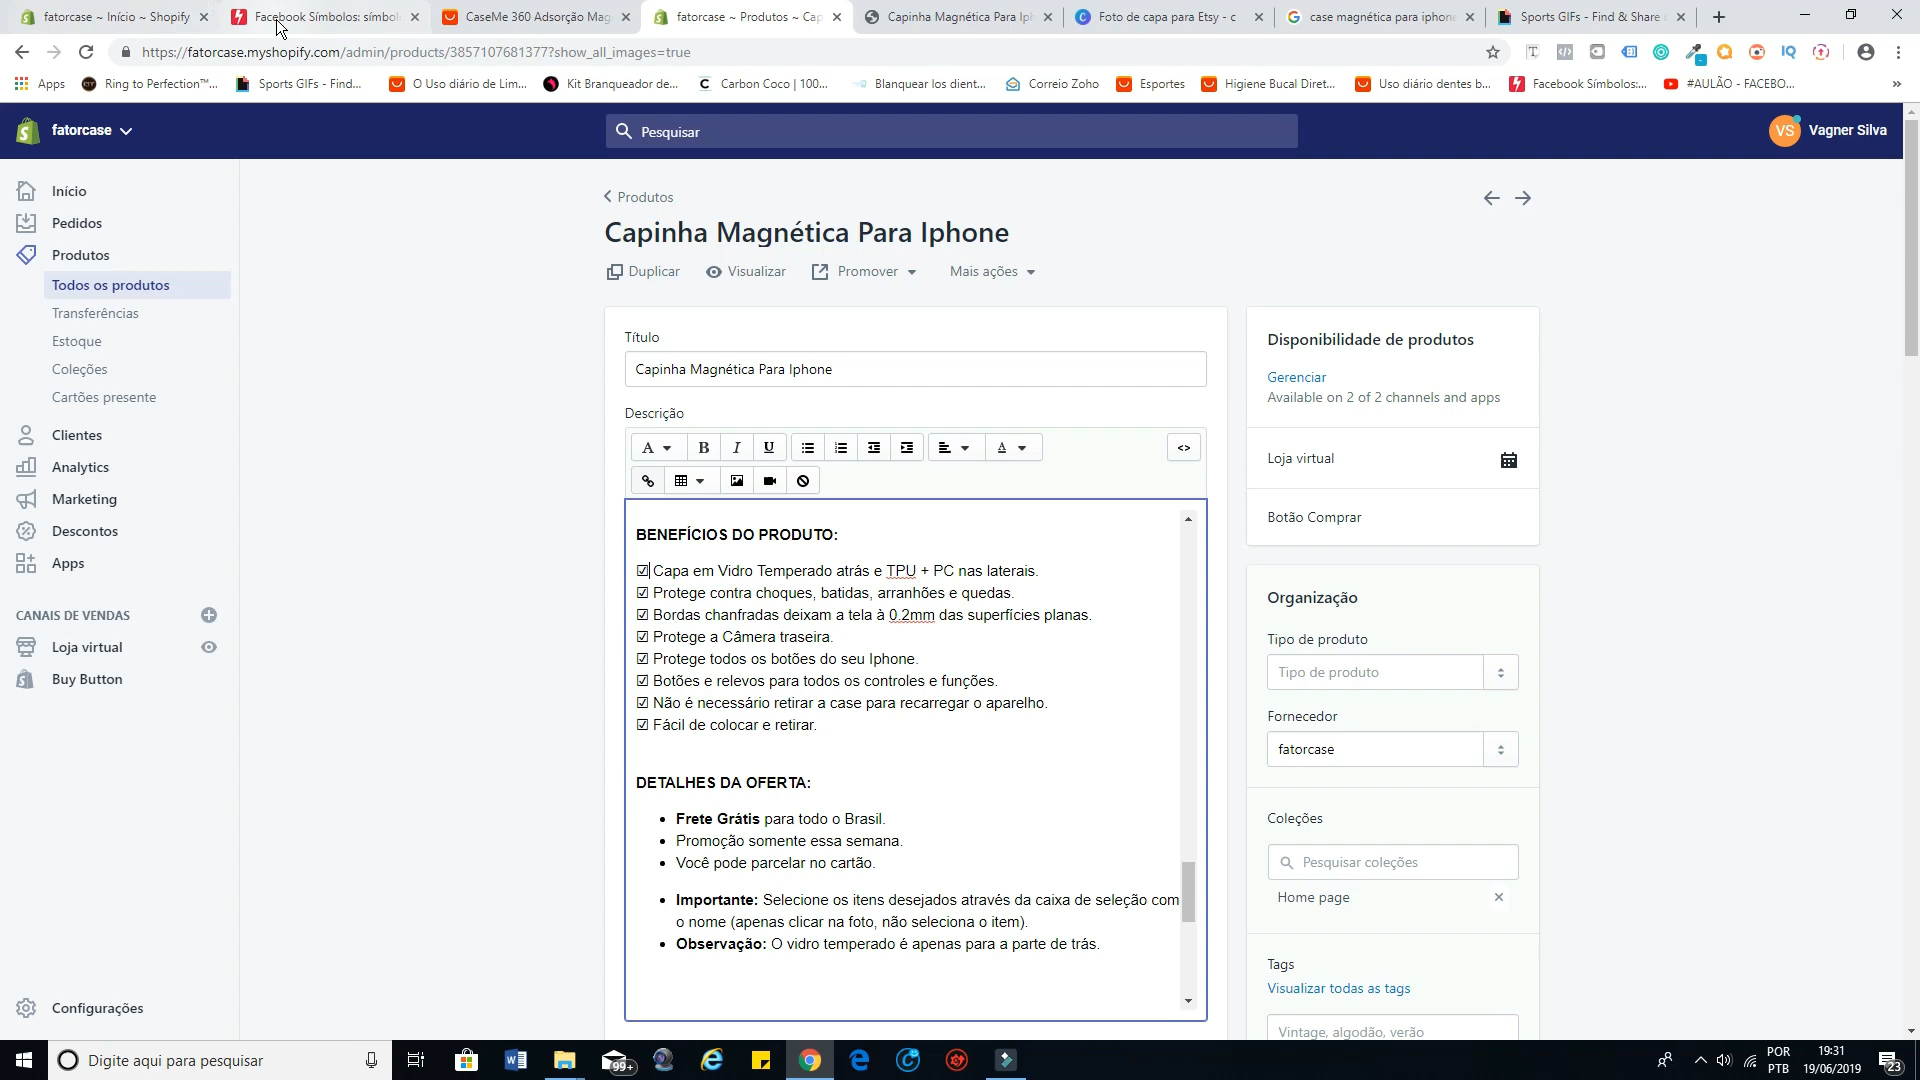 fatorcase ~ Início ~ Shopify
Facebook Símbolos: símbol
CaseMe 360 Adsorção Mag
fatorcase ~ Produtos ~ Cap
Capinha Magnética Para Iph
Foto de capa para Etsy - c
case magnética para iphone
Sports GIFs - Find & Share
https://fatorcase.myshopify.com/admin/products/3857107681377?show_all_images=true
Apps
Ring to Perfection™...
Sports GIFs - Find...
O Uso diário de Lim...
Kit Branqueador de...
Carbon Coco | 100...
Blanquear los dient...
Correio Zoho
Esportes
Higiene Bucal Diret...
Uso diário dentes b...
Facebook Símbolos:...
#AULÃO - FACEBO...
fatorcase
Pesquisar
VS
Vagner Silva
Início
Pedidos
Produtos
Todos os produtos
Transferências
Estoque
Coleções
Cartões presente
Clientes
Analytics
Marketing
Descontos
Apps
CANAIS DE VENDAS
Loja virtual
Buy Button
Configurações
Produtos
Capinha Magnética Para Iphone
Duplicar
Visualizar
Promover
Mais ações
Título
Capinha Magnética Para Iphone
Descrição
BENEFÍCIOS DO PRODUTO:
☑ Capa em Vidro Temperado atrás e TPU + PC nas laterais.
☑ Protege contra choques, batidas, arranhões e quedas.
☑ Bordas chanfradas deixam a tela à 0.2mm das superfícies planas.
☑ Protege a Câmera traseira.
☑ Protege todos os botões do seu Iphone.
☑ Botões e relevos para todos os controles e funções.
☑ Não é necessário retirar a case para recarregar o aparelho.
☑ Fácil de colocar e retirar.
DETALHES DA OFERTA:
• Frete Grátis para todo o Brasil.
• Promoção somente essa semana.
• Você pode parcelar no cartão.
• Importante: Selecione os itens desejados através da caixa de seleção com
o nome (apenas clicar na foto, não seleciona o item).
• Observação: O vidro temperado é apenas para a parte de trás.
Disponibilidade de produtos
Gerenciar
Available on 2 of 2 channels and apps
Loja virtual
Botão Comprar
Organização
Tipo de produto
Tipo de produto
Fornecedor
fatorcase
Coleções
Pesquisar coleções
Home page
Tags
Visualizar todas as tags
Vintage, algodão, verão
Digite aqui para pesquisar
99+
POR
PTB
19:31
19/06/2019
23